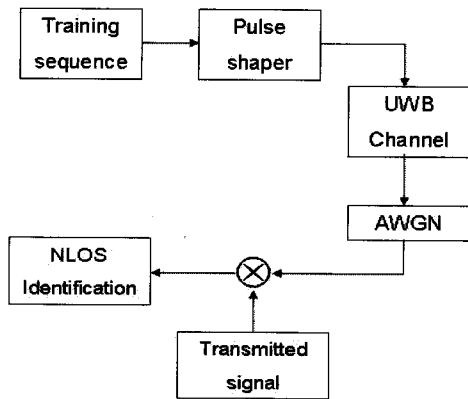 Training
sequence
Pulse
shaper
UWB
Channel
AWGN
NLOS
Identification
Transmitted
signal